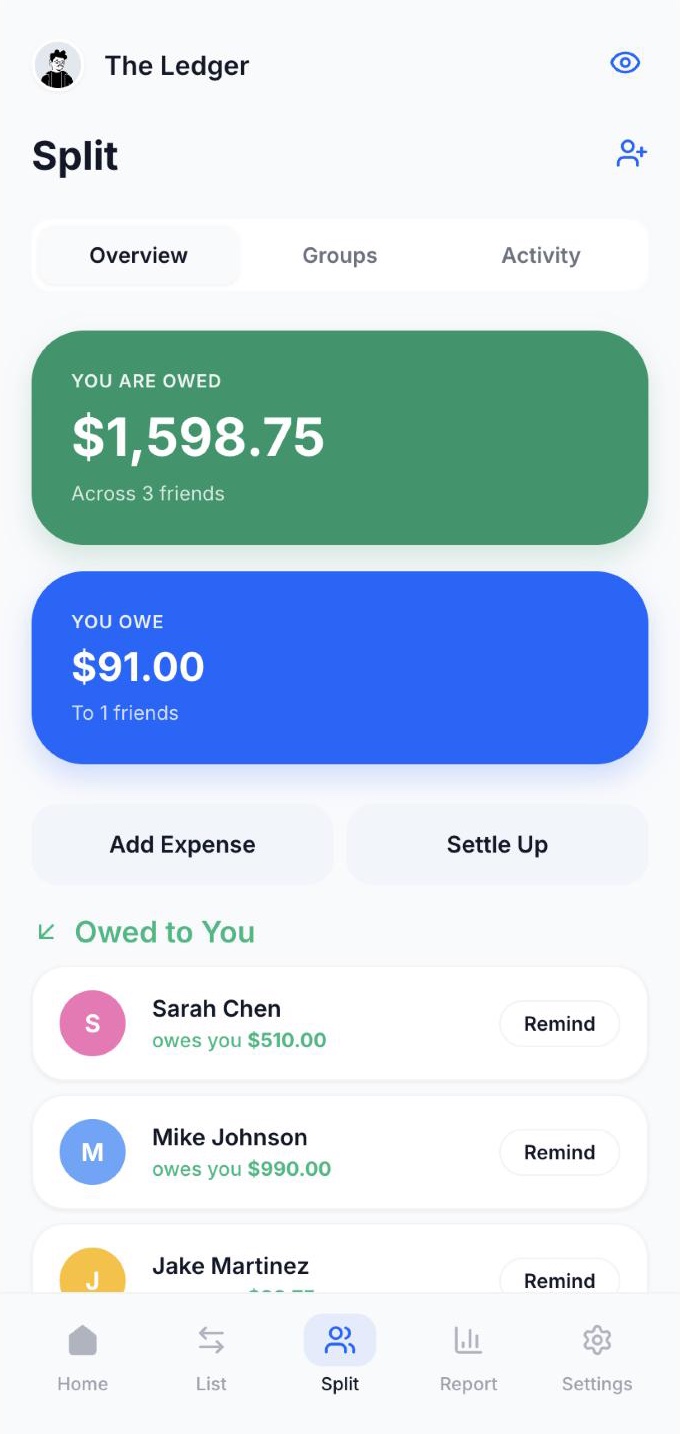 The Ledger
Split
Overview
Groups
Activity
YOU ARE OWED
$1,598.75
Across 3 friends
YOU OWE
$91.00
To 1 friends
Add Expense
Settle Up
Owed to You
S
Sarah Chen
owes you $510.00
Remind
M
Mike Johnson
owes you $990.00
Remind
J
Jake Martinez
Remind
Home
List
Split
Report
Settings